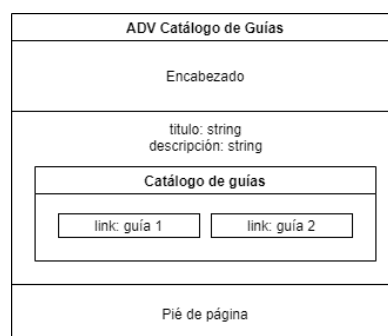 ADV Catálogo de Guías
Encabezado
titulo: string
descripción: string
Catálogo de guías
link: guía 1
link: guía 2
Pié de página